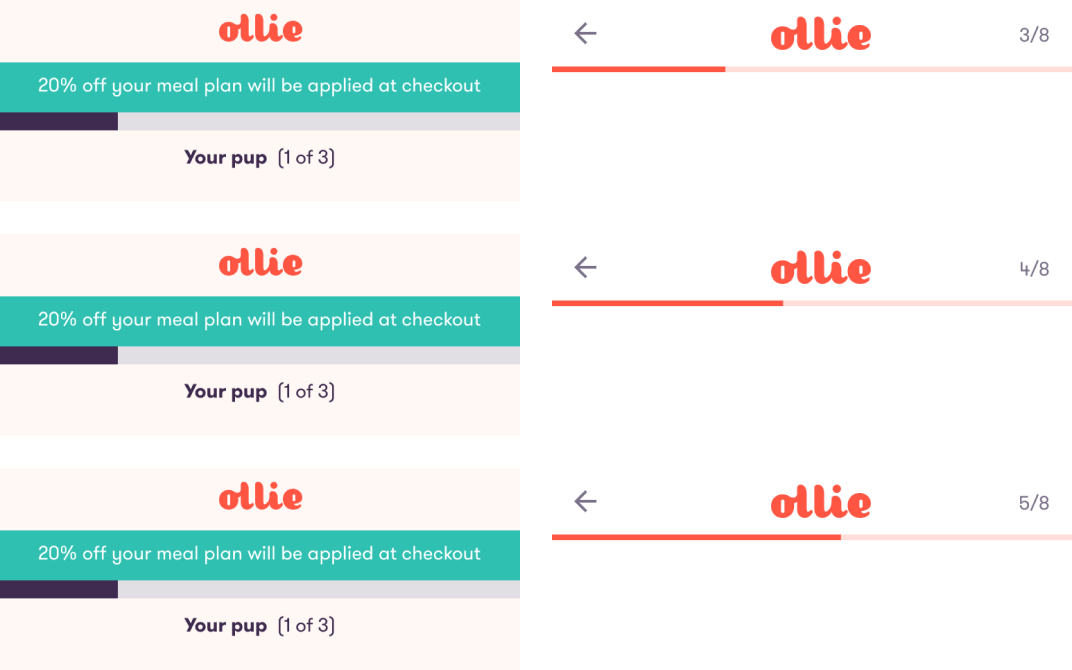 ollie
20% off your meal plan will be applied at checkout
Your pup (1 of 3)
ollie 3/8
ollie
20% off your meal plan will be applied at checkout
Your pup (1 of 3)
ollie 4/8
ollie
20% off your meal plan will be applied at checkout
Your pup (1 of 3)
ollie 5/8